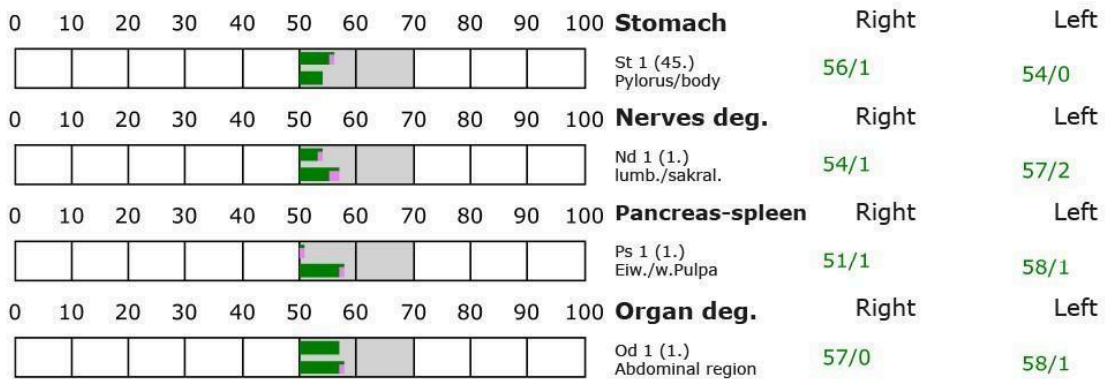 0 10 20 30 40 50 60 70 80 90 100 Stomach Right Left
St 1 (45.) 56/1 54/0
Pylorus/body
0 10 20 30 40 50 60 70 80 90 100 Nerves deg. Right Left
Nd 1 (1.) 54/1 57/2
lumb./sakral.
0 10 20 30 40 50 60 70 80 90 100 Pancreas-spleen Right Left
Ps 1 (1.) 51/1 58/1
Eiw./w.Pulpa
0 10 20 30 40 50 60 70 80 90 100 Organ deg. Right Left
Od 1 (1.) 57/0 58/1
Abdominal region